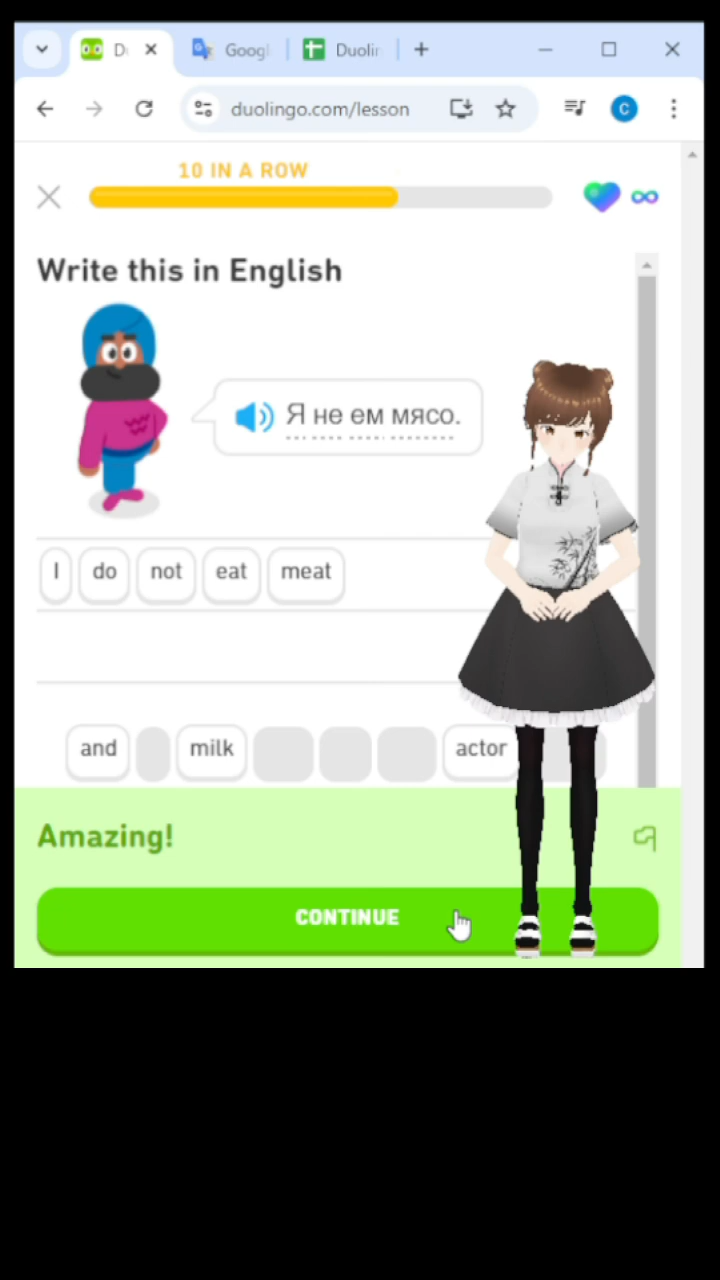 D
Googl
Duolin
duolingo.com/lesson
C
10 IN A ROW
Write this in English
Я не ем мясо.
I do not eat meat
and milk actor
Amazing!
CONTINUE